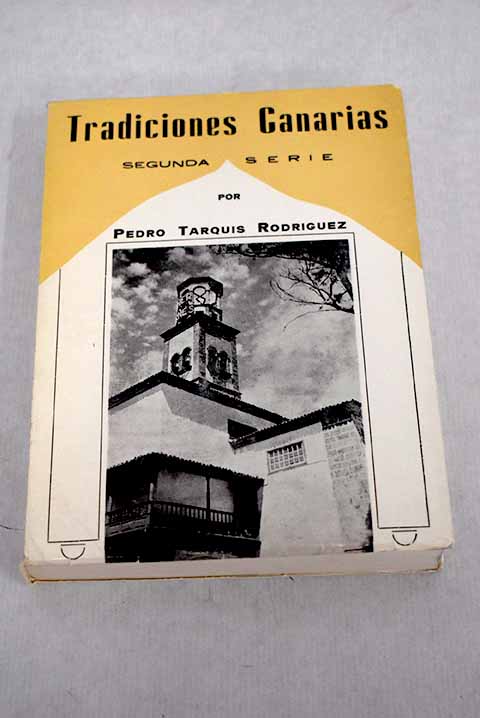 Tradiciones Canarias
SEGUNDA SERIE
POR
PEDRO TARQUIS RODRIGUEZ